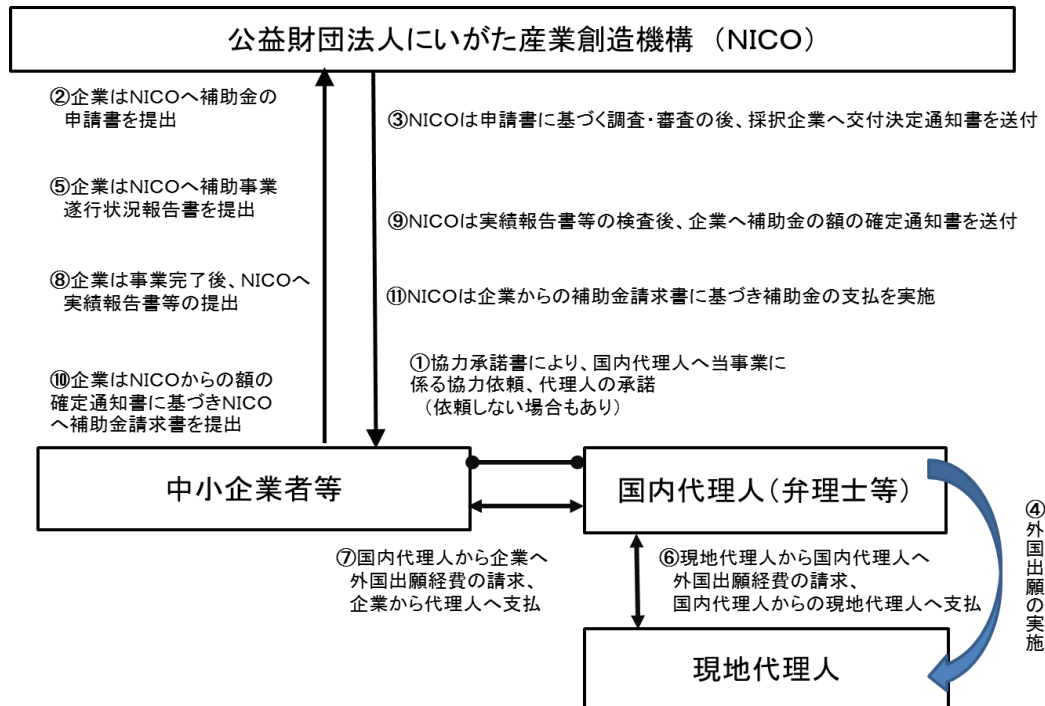 公益財団法人にいがた産業創造機構 （NICO）
②企業はNICOへ補助金の
申請書を提出
③NICOは申請書に基づく調査・審査の後、採択企業へ交付決定通知書を送付
⑤企業はNICOへ補助事業
遂行状況報告書を提出
⑨NICOは実績報告書等の検査後、企業へ補助金の額の確定通知書を送付
⑧企業は事業完了後、NICOへ
実績報告書等の提出
⑪NICOは企業からの補助金請求書に基づき補助金の支払を実施
①協力承諾書により、国内代理人へ当事業に
係る協力依頼、代理人の承諾
（依頼しない場合もあり）
⑩企業はNICOからの額の
確定通知書に基づきNICO
へ補助金請求書を提出
中小企業者等
国内代理人（弁理士等）
④外国出願の実施
⑦国内代理人から企業へ
外国出願経費の請求、
企業から代理人へ支払
⑥現地代理人から国内代理人へ
外国出願経費の請求、
国内代理人からの現地代理人へ支払
現地代理人